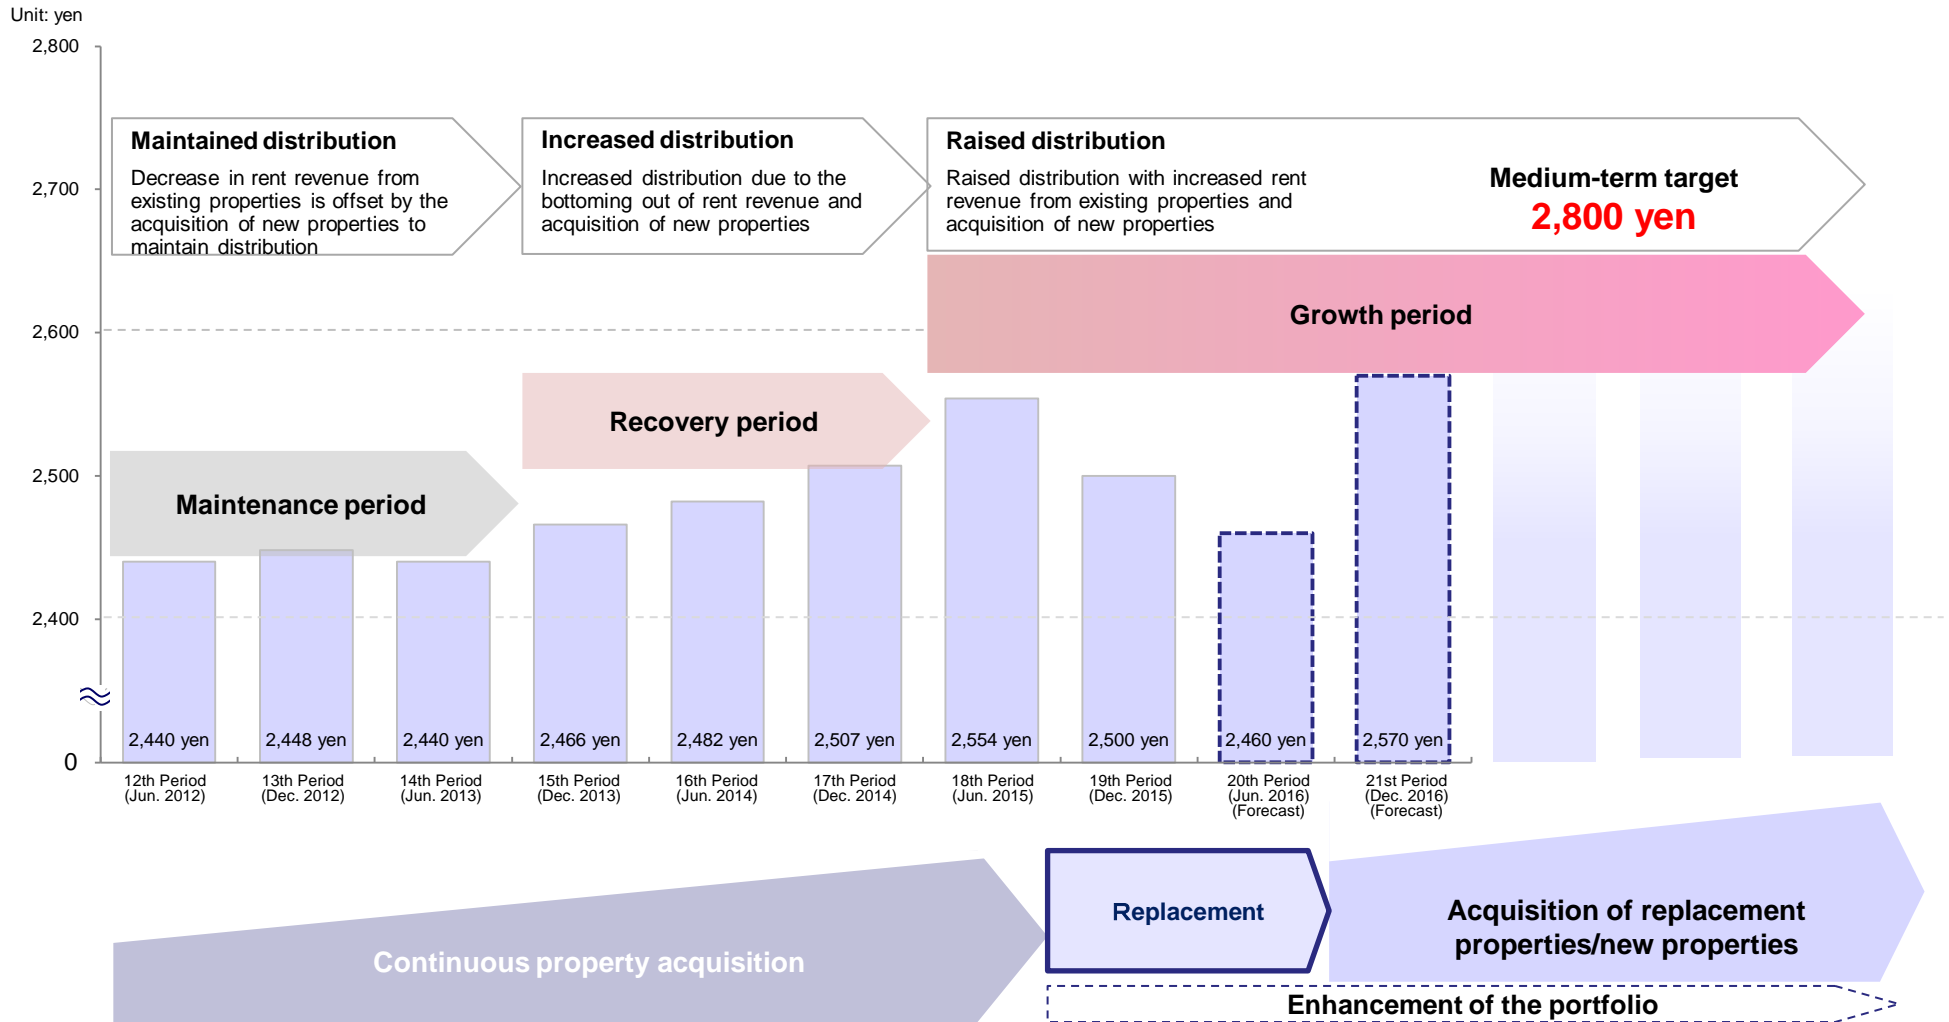 Unit: yen
2,800
2,700
2,600
2,500
2,400
0
Maintained distribution
Decrease in rent revenue from
existing properties is offset by the
acquisition of new properties to
maintain distribution
Increased distribution
Increased distribution due to the
bottoming out of rent revenue and
acquisition of new properties
Raised distribution
Raised distribution with increased rent
revenue from existing properties and
acquisition of new properties
Medium-term target
2,800 yen
Growth period
Recovery period
Maintenance period
2,440 yen
2,448 yen
2,440 yen
2,466 yen
2,482 yen
2,507 yen
2,554 yen
2,500 yen
2,460 yen
2,570 yen
12th Period
(Jun. 2012)
13th Period
(Dec. 2012)
14th Period
(Jun. 2013)
15th Period
(Dec. 2013)
16th Period
(Jun. 2014)
17th Period
(Dec. 2014)
18th Period
(Jun. 2015)
19th Period
(Dec. 2015)
20th Period
(Jun. 2016)
(Forecast)
21st Period
(Dec. 2016)
(Forecast)
Continuous property acquisition
Replacement
Acquisition of replacement
properties/new properties
Enhancement of the portfolio